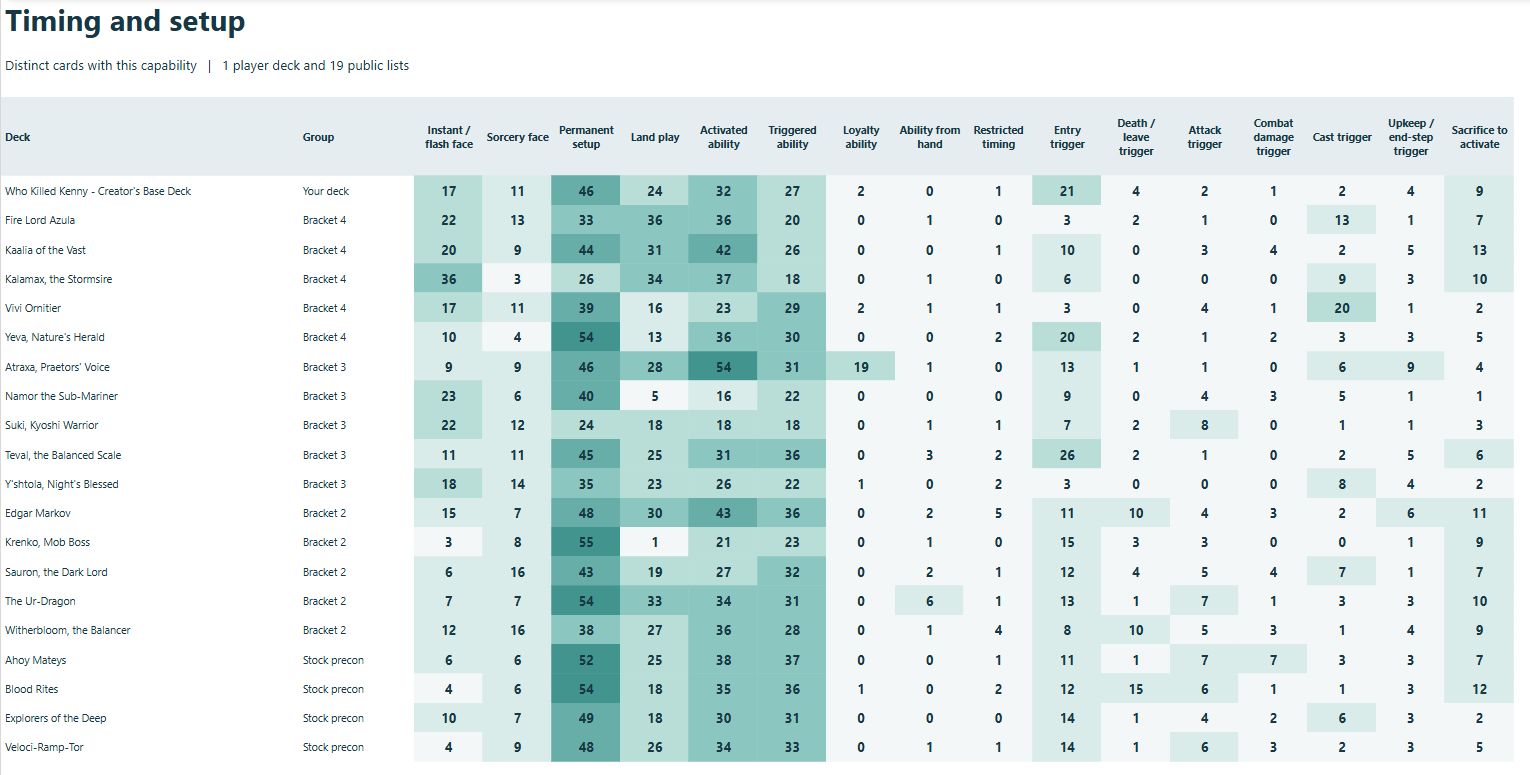 Timing and setup
Distinct cards with this capability | 1 player deck and 19 public lists
Deck Group Instant / flash face Sorcery face Permanent setup Land play Activated ability Triggered ability Loyalty ability Ability from hand Restricted timing Entry trigger Death / leave trigger Attack trigger Combat damage trigger Cast trigger Upkeep / end-step trigger Sacrifice to activate
Who Killed Kenny - Creator's Base Deck Your deck 17 11 46 24 32 27 2 0 1 21 4 2 1 2 4 9
Fire Lord Azula Bracket 4 22 13 33 36 36 20 0 1 0 3 2 1 0 13 1 7
Kaalia of the Vast Bracket 4 20 9 44 31 42 26 0 0 1 10 0 3 4 2 5 13
Kalamax, the Stormsire Bracket 4 36 3 26 34 37 18 0 1 0 6 0 0 0 9 3 10
Vivi Ornitier Bracket 4 17 11 39 16 23 29 2 1 1 3 0 4 1 20 1 2
Yeva, Nature's Herald Bracket 4 10 4 54 13 36 30 0 0 2 20 2 1 2 3 3 5
Atraxa, Praetors' Voice Bracket 3 9 9 46 28 54 31 19 1 0 13 1 1 0 6 9 4
Namor the Sub-Mariner Bracket 3 23 6 40 5 16 22 0 0 0 9 0 4 3 5 1 1
Suki, Kyoshi Warrior Bracket 3 22 12 24 18 18 18 0 1 1 7 2 8 0 1 1 3
Teval, the Balanced Scale Bracket 3 11 11 45 25 31 36 0 3 2 26 2 1 0 2 5 6
Y'shtola, Night's Blessed Bracket 3 18 14 35 23 26 22 1 0 2 3 0 0 0 8 4 2
Edgar Markov Bracket 2 15 7 48 30 43 36 0 2 5 11 10 4 3 2 6 11
Krenko, Mob Boss Bracket 2 3 8 55 1 21 23 0 1 0 15 3 3 0 0 1 9
Sauron, the Dark Lord Bracket 2 6 16 43 19 27 32 0 2 1 12 4 5 4 7 1 7
The Ur-Dragon Bracket 2 7 7 54 33 34 31 0 6 1 13 1 7 1 3 3 10
Witherbloom, the Balancer Bracket 2 12 16 38 27 36 28 0 1 4 8 10 5 3 1 4 9
Ahoy Mateys Stock precon 6 6 52 25 38 37 0 0 1 11 1 7 7 3 3 7
Blood Rites Stock precon 4 6 54 18 35 36 1 0 2 12 15 6 1 1 3 12
Explorers of the Deep Stock precon 10 7 49 18 30 31 0 0 0 14 1 4 2 6 3 2
Veloci-Ramp-Tor Stock precon 4 9 48 26 34 33 0 1 1 14 1 6 3 2 3 5